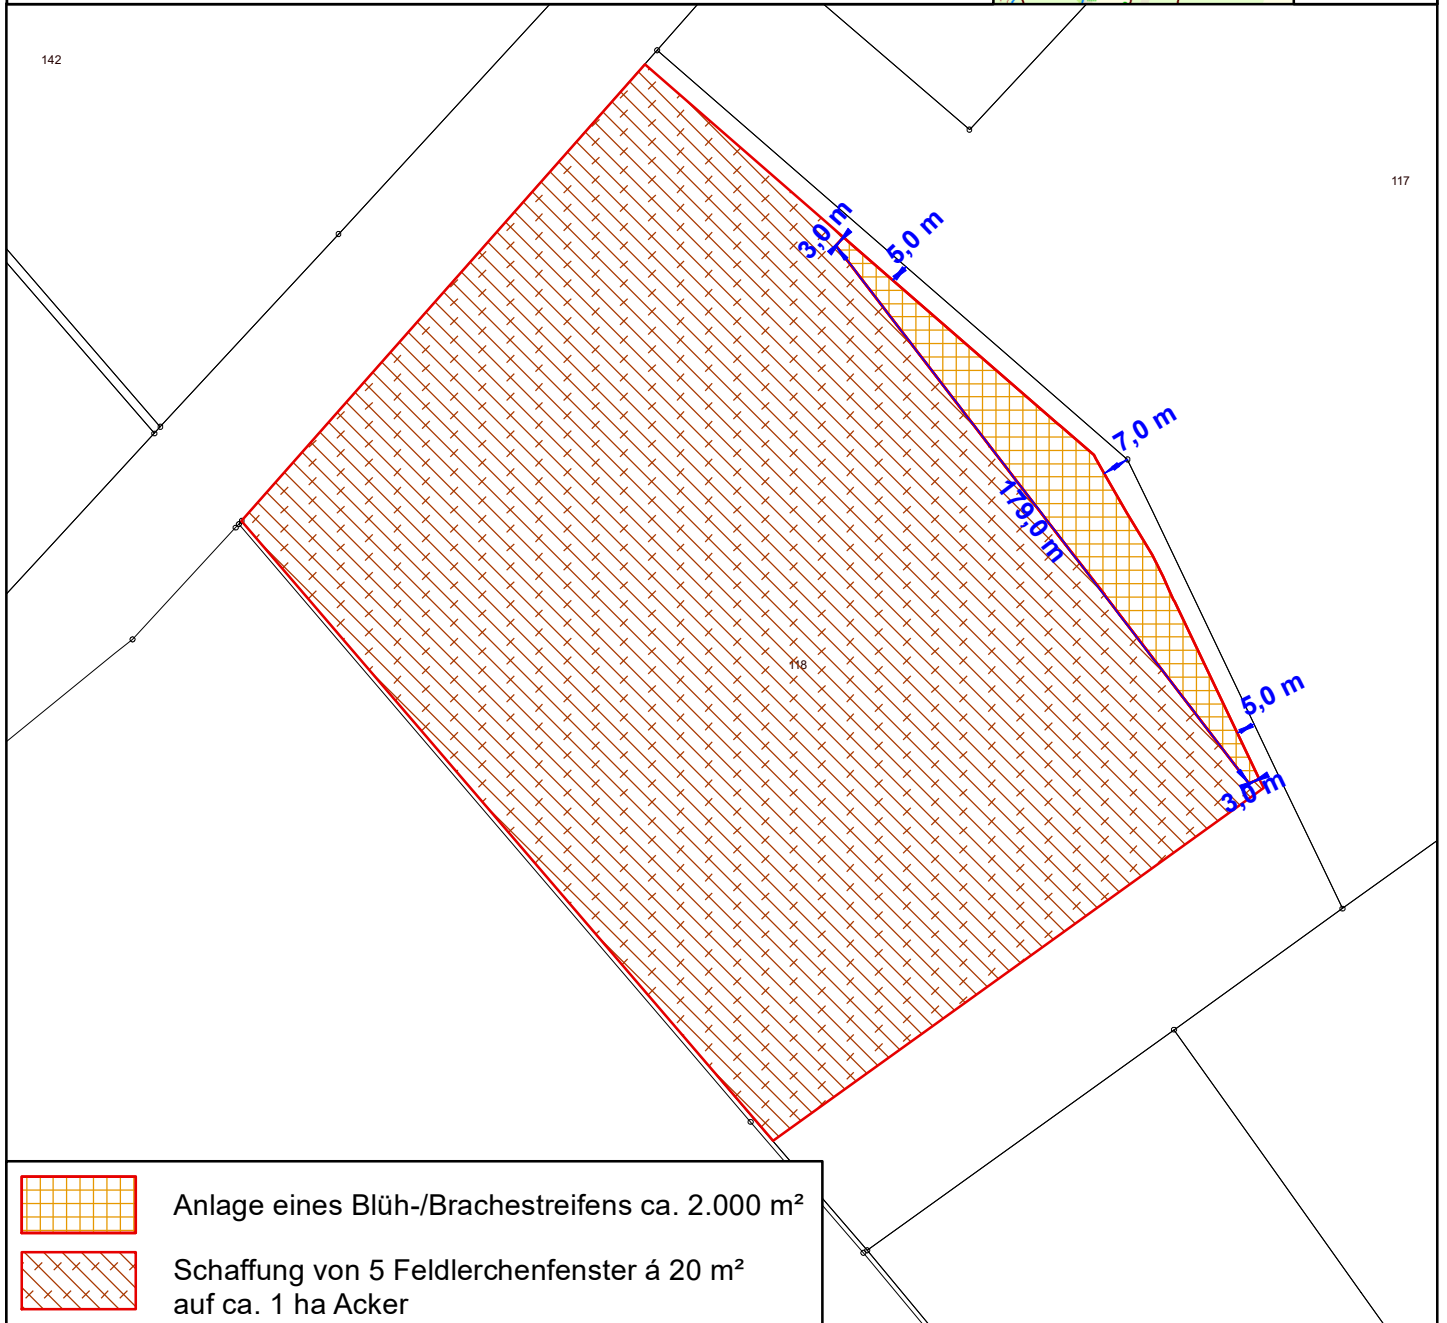 142
117
3,0 m
5,0 m
7,0 m
179,0 m
118
5,0 m
3,0 m
Anlage eines Blüh-/Brachestreifens ca. 2.000 m²
Schaffung von 5 Feldlerchenfenster á 20 m²
auf ca. 1 ha Acker